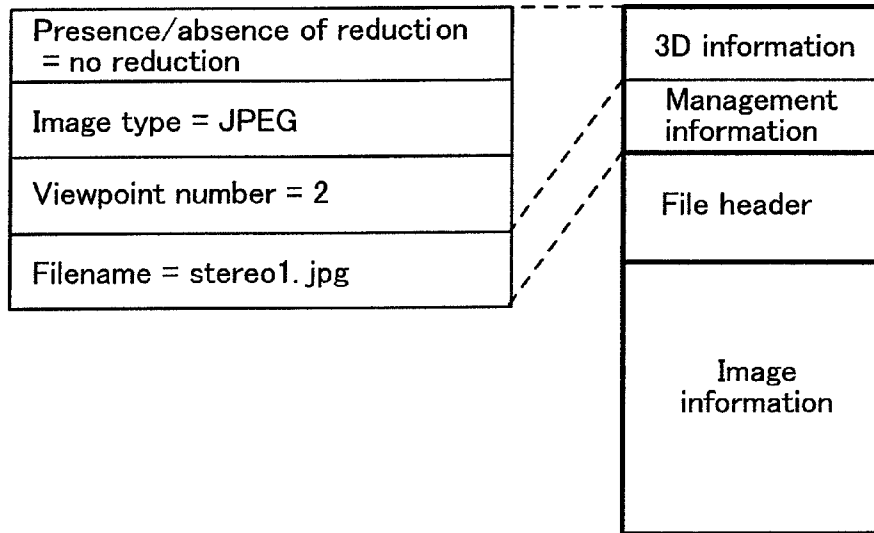 Presence/absence of reduction
= no reduction
Image type = JPEG
Viewpoint number = 2
Filename = stereo1.jpg
3D information
Management
information
File header
Image
information